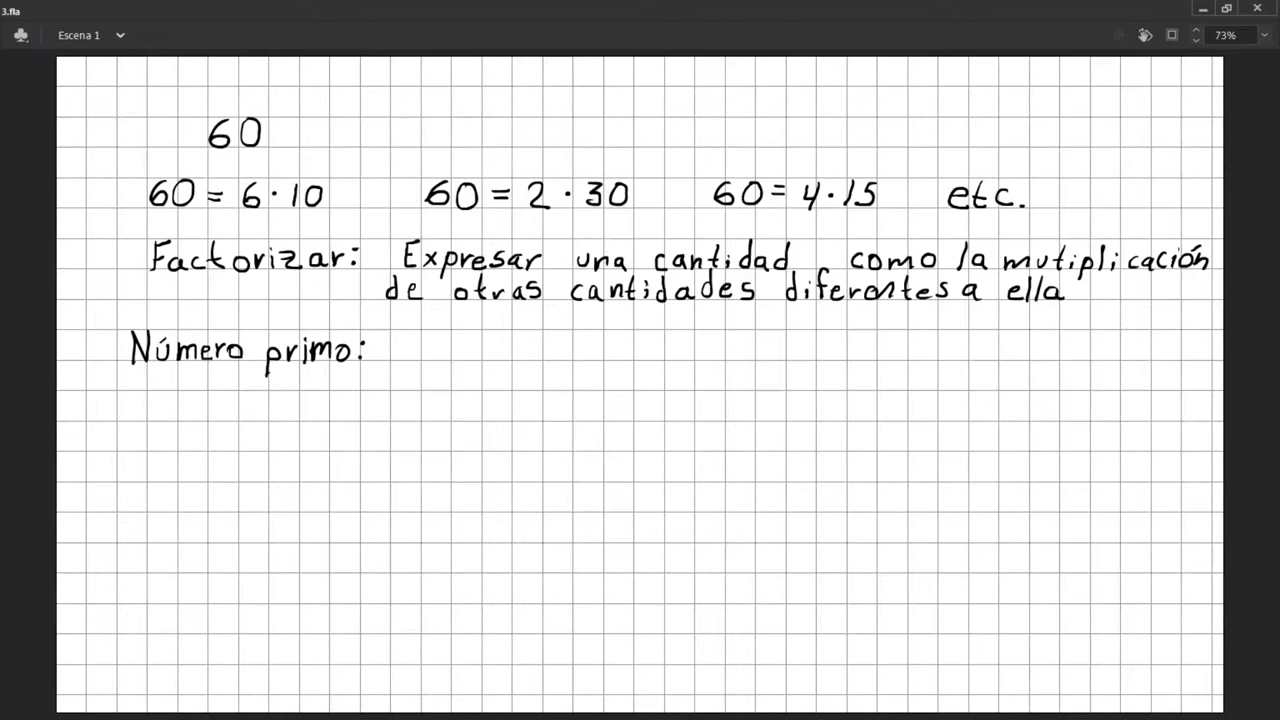 3.fla
Escena 1
73%
60
60 = 6 · 10 60 = 2 · 30 60 = 4 · 15 etc.
Factorizar: Expresar una cantidad como la mutiplicación
de otras cantidades diferentes a ella
Número primo: